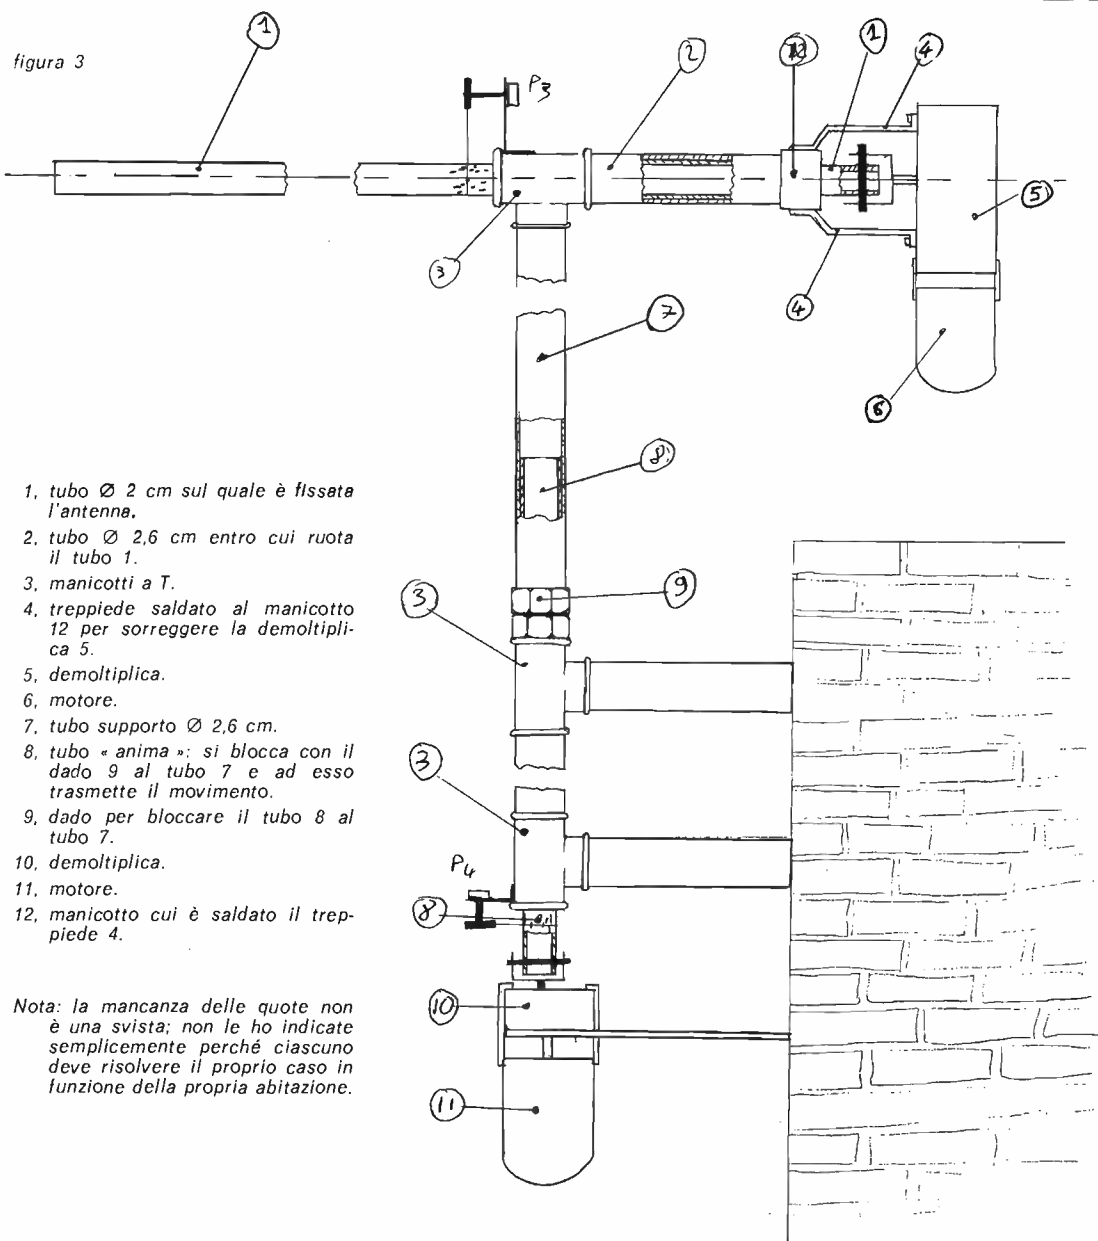 figura 3
1
2
12
1
4
P3
5
3
4
7
6
8
1, tubo Ø 2 cm sul quale è fissata
l'antenna.
2, tubo Ø 2,6 cm entro cui ruota
il tubo 1.
3, manicotti a T.
4, treppiede saldato al manicotto
12 per sorreggere la demoltipli-
ca 5.
5, demoltiplica.
6, motore.
7, tubo supporto Ø 2,6 cm.
8, tubo « anima »: si blocca con il
dado 9 al tubo 7 e ad esso
trasmette il movimento.
9, dado per bloccare il tubo 8 al
tubo 7.
10, demoltiplica.
11, motore.
12, manicotto cui è saldato il trep-
piede 4.
Nota: la mancanza delle quote non
è una svista; non le ho indicate
semplicemente perché ciascuno
deve risolvere il proprio caso in
funzione della propria abitazione.
9
3
3
P4
8
10
11